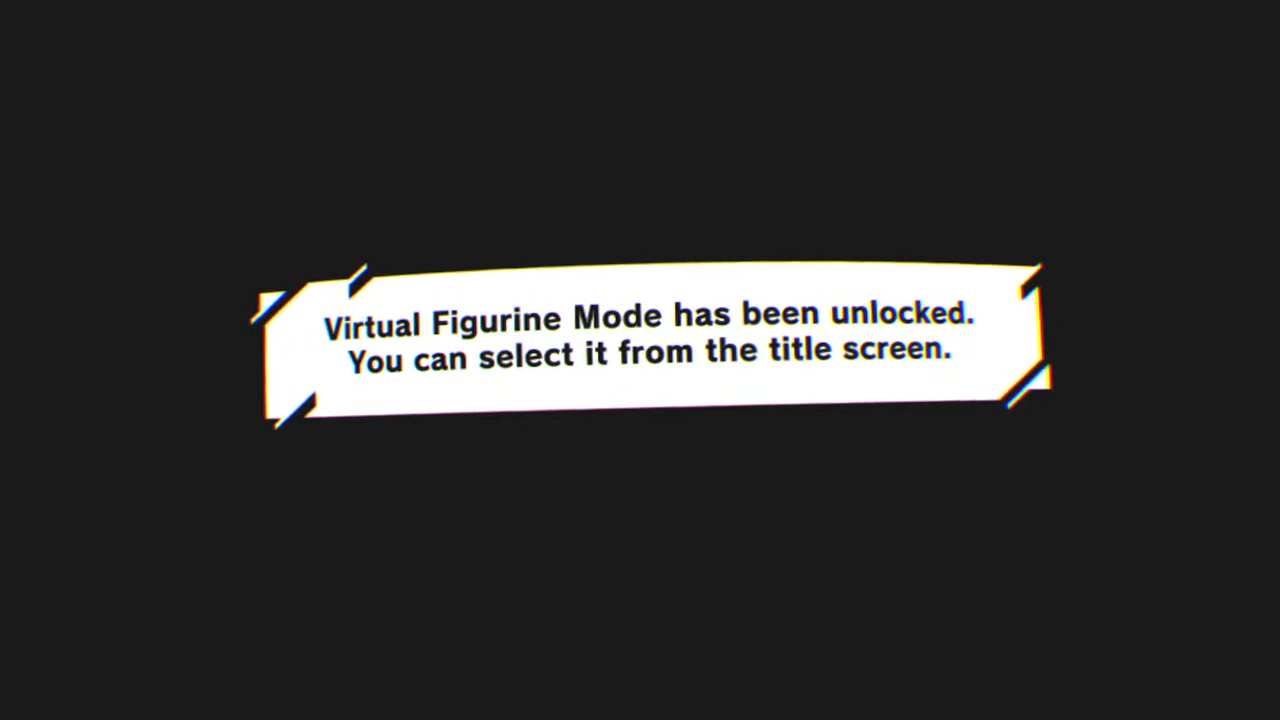 Virtual Figurine Mode has been unlocked.
You can select it from the title screen.